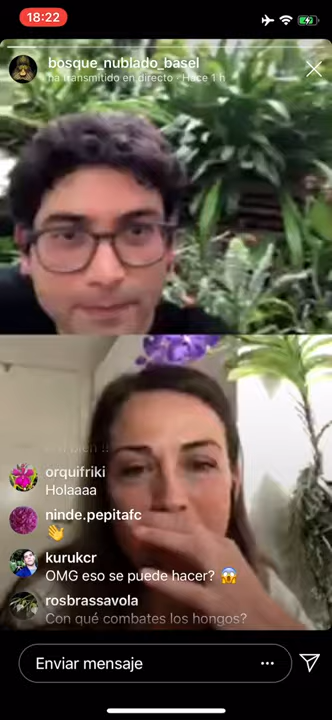 18:22
bosque_nublado_basel
ha transmitido en directo · Hace 1 h
bien !!
orquifriki
Holaaaa
ninde.pepitafc
👋
kurukcr
OMG eso se puede hacer? 😱
rosbrassavola
Con qué combates los hongos?
Enviar mensaje